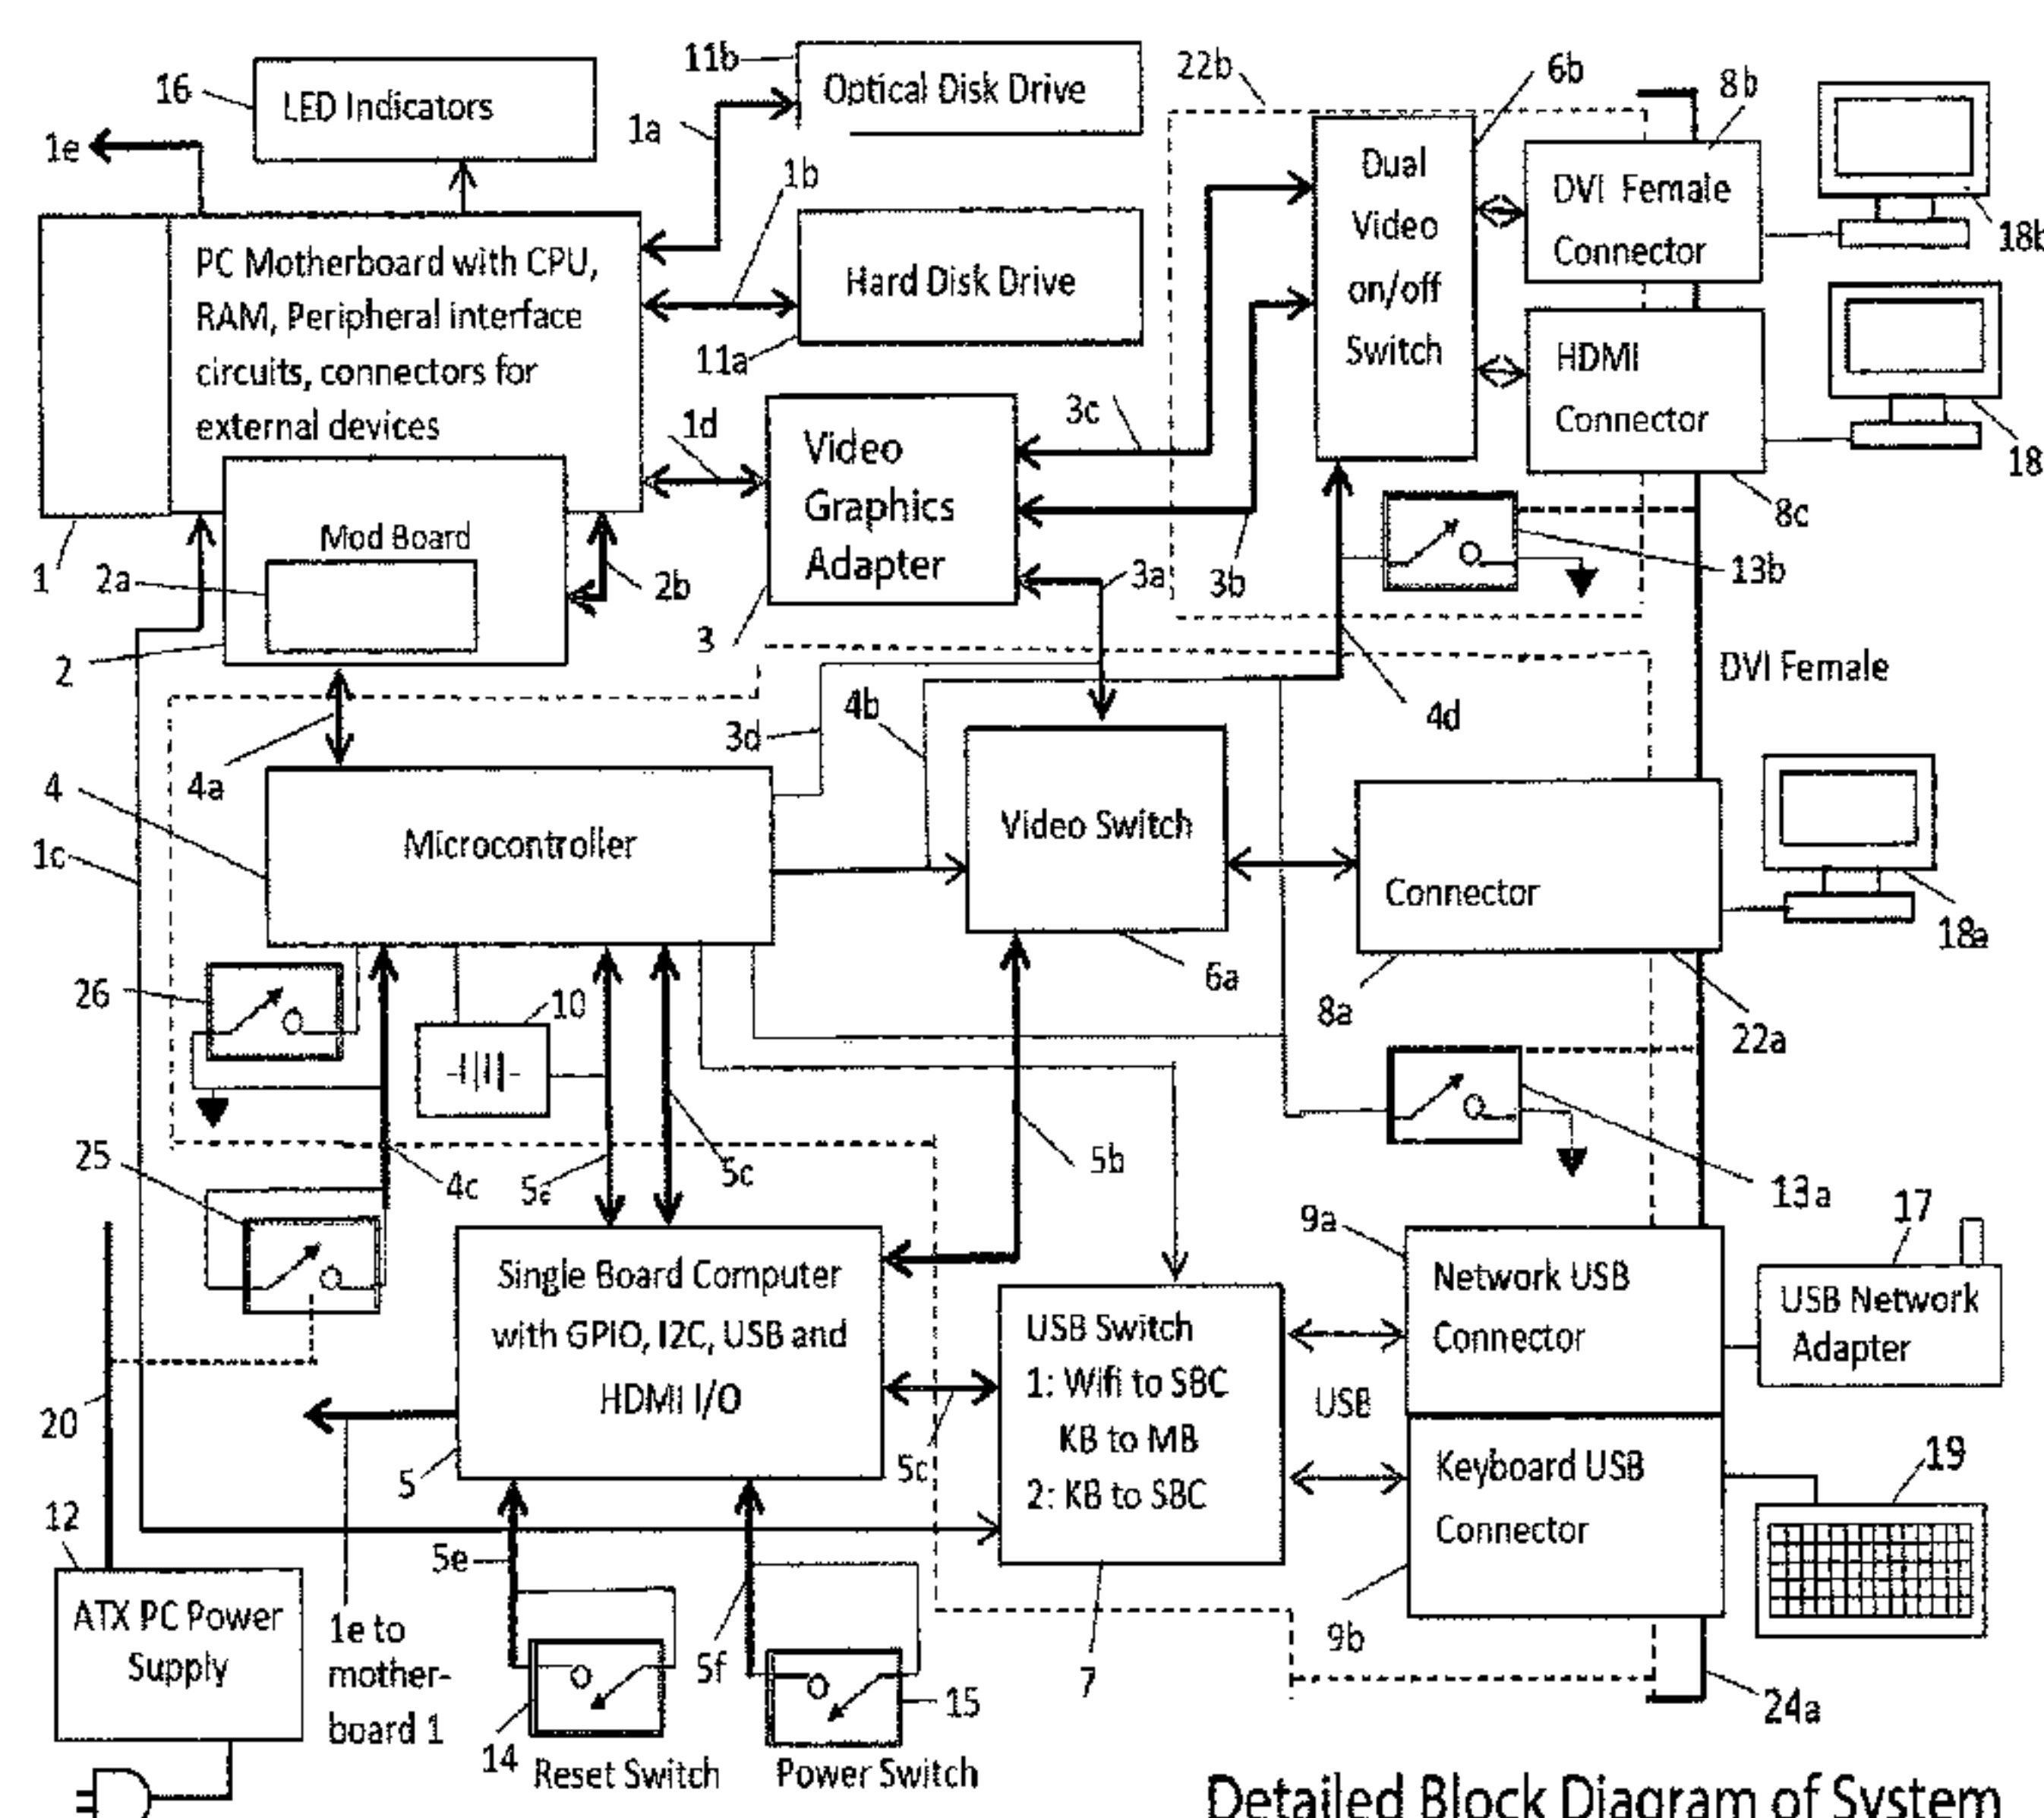 16
LED Indicators
11b
Optical Disk Drive
22b
6b
8b
1e
1a
1b
Dual
Video
on/off
Switch
DVI Female
Connector
18b
PC Motherboard with CPU,
RAM, Peripheral interface
circuits, connectors for
external devices
Hard Disk Drive
11a
HDMI
Connector
18
8c
1d
Video
Graphics
Adapter
3c
3b
3a
13b
Mod Board
1
2a
2b
2
3
DVI Female
4b
3d
4d
4a
4
Microcontroller
Video Switch
Connector
1c
18a
6a
8a
22a
26
10
25
4c
5c
5b
13a
17
9a
Single Board Computer
with GPIO, I2C, USB and
HDMI I/O
USB Switch
1: Wifi to SBC
KB to MB
2: KB to SBC
Network USB
Connector
USB Network
Adapter
USB
20
5
Keyboard USB
Connector
19
12
5e
ATX PC Power
Supply
1e to
mother-
board 1
5f
7
9b
14
Reset Switch
15
Power Switch
24a
Detailed Block Diagram of System